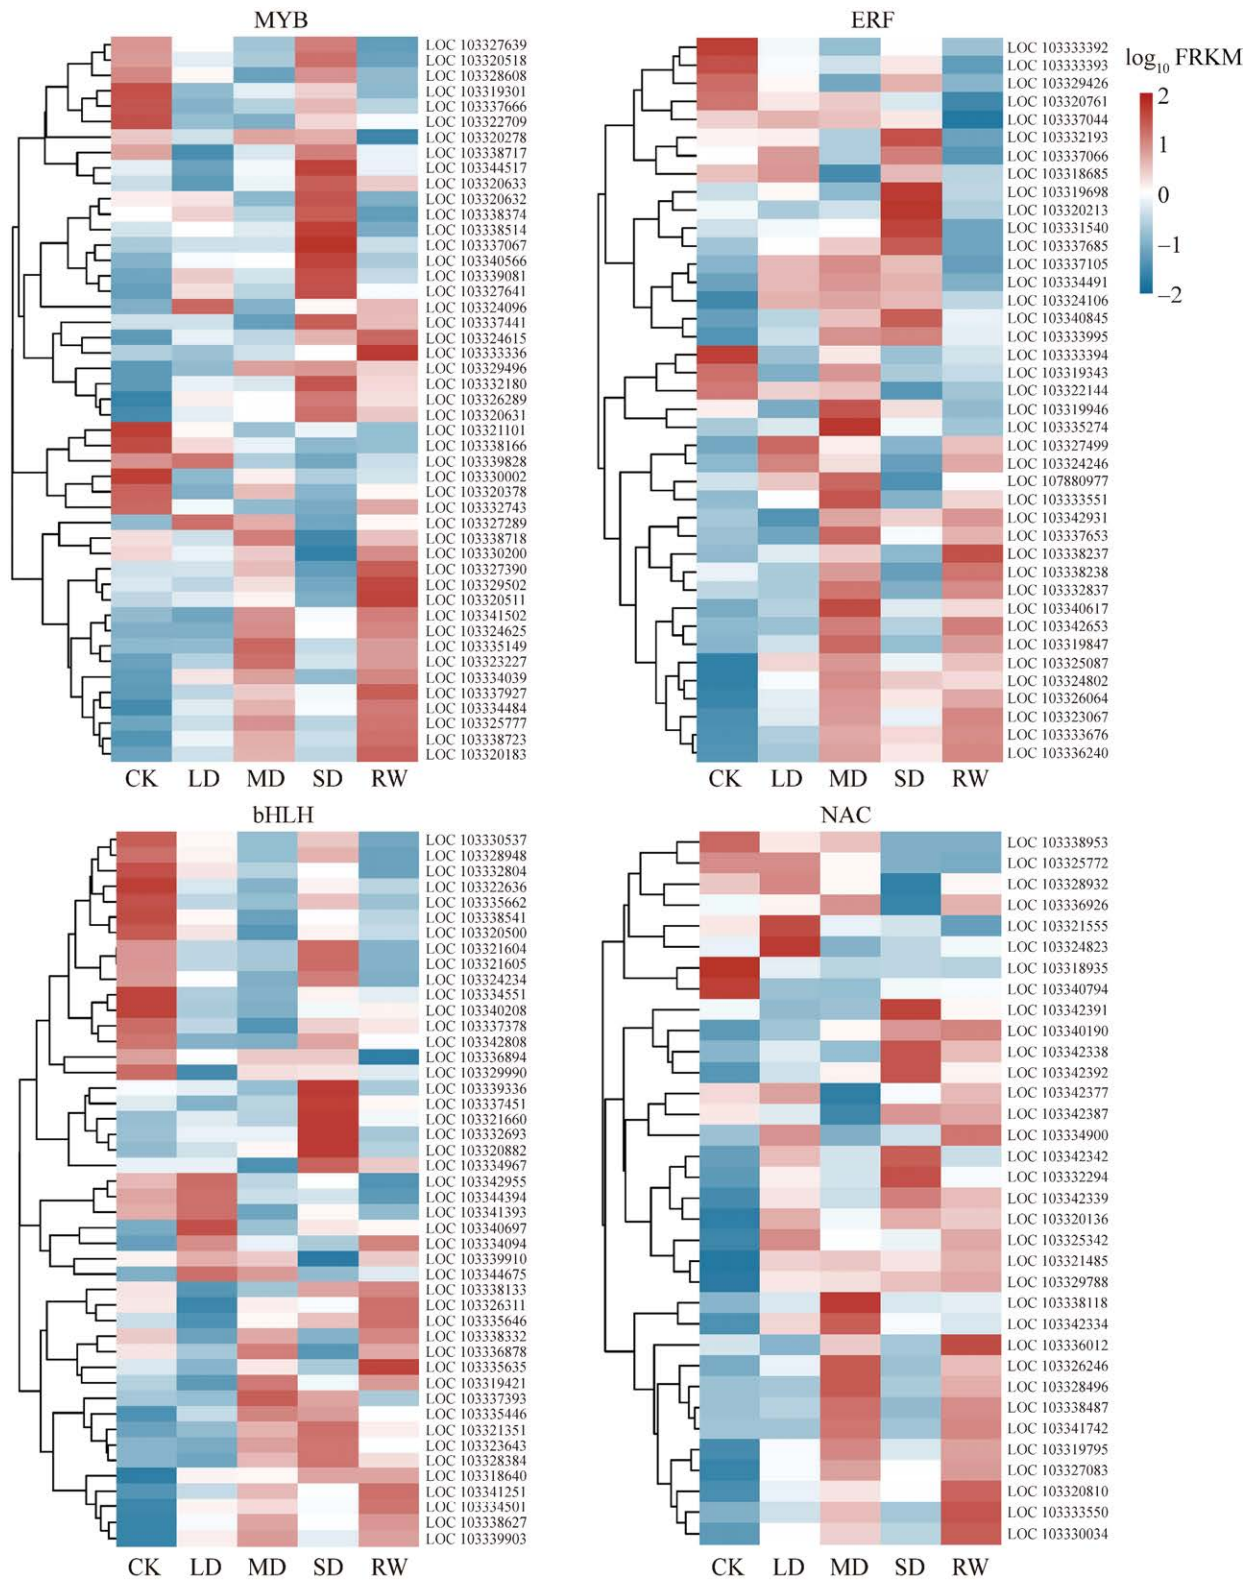 MYB
LOC 103327639
LOC 103320518
LOC 103328608
LOC 103319301
LOC 103337666
LOC 103322709
LOC 103320278
LOC 103338717
LOC 103344517
LOC 103320633
LOC 103320632
LOC 103338374
LOC 103338514
LOC 103337067
LOC 103340566
LOC 103339081
LOC 103327641
LOC 103324096
LOC 103337441
LOC 103324615
LOC 103333336
LOC 103329496
LOC 103332180
LOC 103326289
LOC 103320631
LOC 103321101
LOC 103338166
LOC 103339828
LOC 103330002
LOC 103320378
LOC 103332743
LOC 103327289
LOC 103338718
LOC 103330200
LOC 103327390
LOC 103329502
LOC 103320511
LOC 103341502
LOC 103324625
LOC 103335149
LOC 103323227
LOC 103334039
LOC 103337927
LOC 103334484
LOC 103325777
LOC 103338723
LOC 103320183
CK LD MD SD RW
ERF
LOC 103333392
LOC 103333393
LOC 103329426
LOC 103320761
LOC 103337044
LOC 103332193
LOC 103337066
LOC 103318685
LOC 103319698
LOC 103320213
LOC 103331540
LOC 103337685
LOC 103337105
LOC 103334491
LOC 103324106
LOC 103340845
LOC 103333995
LOC 103333394
LOC 103319343
LOC 103322144
LOC 103319946
LOC 103335274
LOC 103327499
LOC 103324246
LOC 107880977
LOC 103333551
LOC 103342931
LOC 103337653
LOC 103338237
LOC 103338238
LOC 103332837
LOC 103340617
LOC 103342653
LOC 103319847
LOC 103325087
LOC 103324802
LOC 103326064
LOC 103323067
LOC 103333676
LOC 103336240
CK LD MD SD RW
log₁₀ FRKM
2
1
0
−1
−2
bHLH
LOC 103330537
LOC 103328948
LOC 103332804
LOC 103322636
LOC 103335662
LOC 103338541
LOC 103320500
LOC 103321604
LOC 103321605
LOC 103324234
LOC 103334551
LOC 103340208
LOC 103337378
LOC 103342808
LOC 103336894
LOC 103329990
LOC 103339336
LOC 103337451
LOC 103321660
LOC 103332693
LOC 103320882
LOC 103334967
LOC 103342955
LOC 103344394
LOC 103341393
LOC 103340697
LOC 103334094
LOC 103339910
LOC 103344675
LOC 103338133
LOC 103326311
LOC 103335646
LOC 103338332
LOC 103336878
LOC 103335635
LOC 103319421
LOC 103337393
LOC 103335446
LOC 103321351
LOC 103323643
LOC 103328384
LOC 103318640
LOC 103341251
LOC 103334501
LOC 103338627
LOC 103339903
CK LD MD SD RW
NAC
LOC 103338953
LOC 103325772
LOC 103328932
LOC 103336926
LOC 103321555
LOC 103324823
LOC 103318935
LOC 103340794
LOC 103342391
LOC 103340190
LOC 103342338
LOC 103342392
LOC 103342377
LOC 103342387
LOC 103334900
LOC 103342342
LOC 103332294
LOC 103342339
LOC 103320136
LOC 103325342
LOC 103321485
LOC 103329788
LOC 103338118
LOC 103342334
LOC 103336012
LOC 103326246
LOC 103328496
LOC 103338487
LOC 103341742
LOC 103319795
LOC 103327083
LOC 103320810
LOC 103333550
LOC 103330034
CK LD MD SD RW